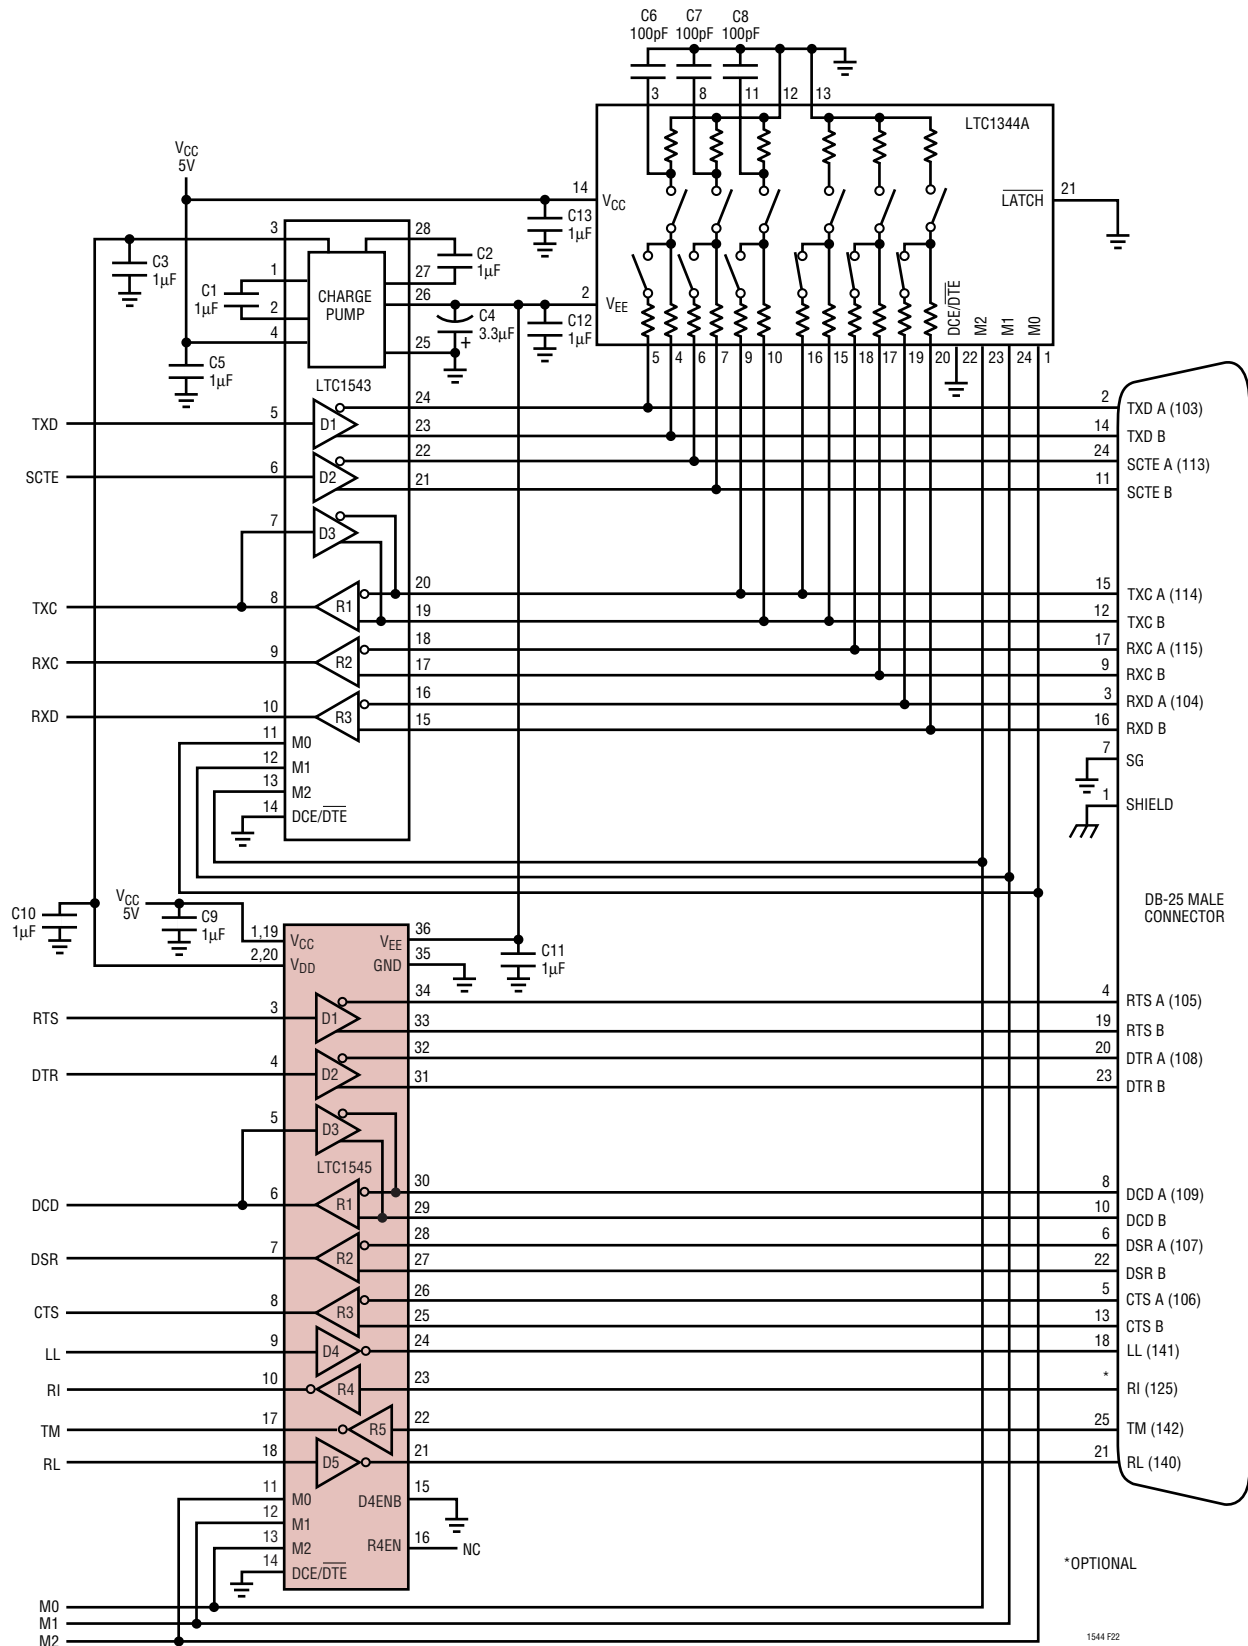 C6 C7 C8
100pF 100pF 100pF
3 8 11 12 13
LTC1344A
VCC
5V
14
VCC
LATCH
21
C13
1µF
3
28
C3
1µF
C2
1µF
1
27
C1
1µF
CHARGE
PUMP
26
2
VEE
2
C4
3.3µF
+
C12
1µF
DCE/DTE
M2
M1
M0
4
25
C5
1µF
5 4 6 7 9 10 16 15 18 17 19 20 22 23 24 1
LTC1543
TXD
5
D1
24
2
TXD A (103)
23
14
TXD B
SCTE
6
D2
22
24
SCTE A (113)
21
11
SCTE B
7
D3
TXC
8
R1
20
15
TXC A (114)
19
12
TXC B
RXC
9
R2
18
17
RXC A (115)
17
9
RXC B
RXD
10
R3
16
3
RXD A (104)
15
16
RXD B
11
M0
12
M1
7
SG
13
M2
14
DCE/DTE
1
SHIELD
C10
1µF
VCC
5V
C9
1µF
DB-25 MALE
CONNECTOR
1,19
VCC
VEE
36
2,20
VDD
GND
35
C11
1µF
RTS
3
D1
34
4
RTS A (105)
33
19
RTS B
DTR
4
D2
32
20
DTR A (108)
31
23
DTR B
5
D3
LTC1545
DCD
6
R1
30
8
DCD A (109)
29
10
DCD B
DSR
7
R2
28
6
DSR A (107)
27
22
DSR B
CTS
8
R3
26
5
CTS A (106)
25
13
CTS B
LL
9
D4
24
18
LL (141)
RI
10
R4
23
*
RI (125)
TM
17
R5
22
25
TM (142)
RL
18
D5
21
21
RL (140)
11
M0
D4ENB
15
12
M1
13
M2
R4EN
16
NC
14
DCE/DTE
*OPTIONAL
M0
M1
M2
1544 F22